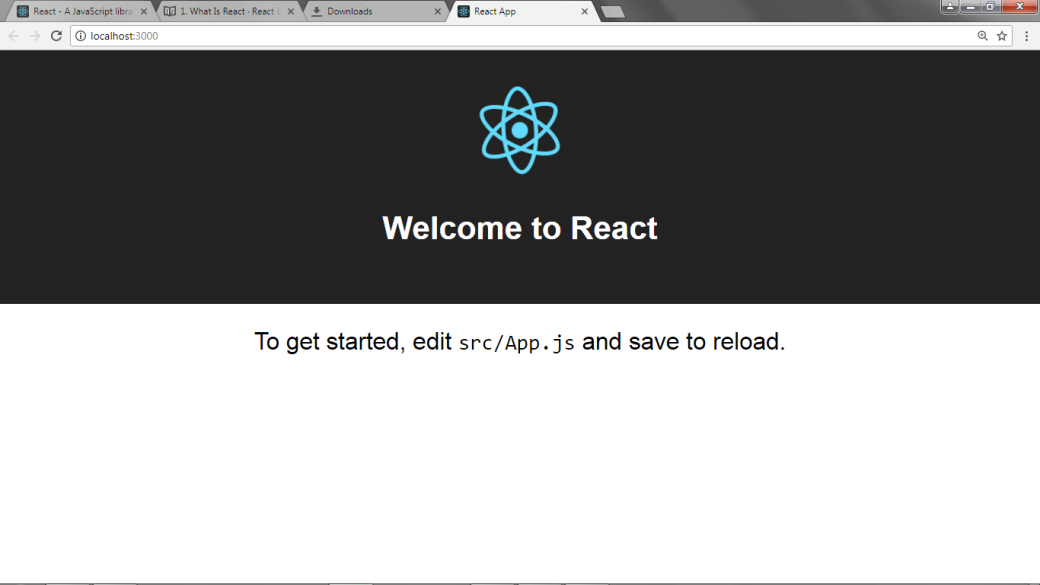 React - A JavaScript libra
1. What Is React · React
Downloads
React App
localhost:3000
Welcome to React
To get started, edit src/App.js and save to reload.